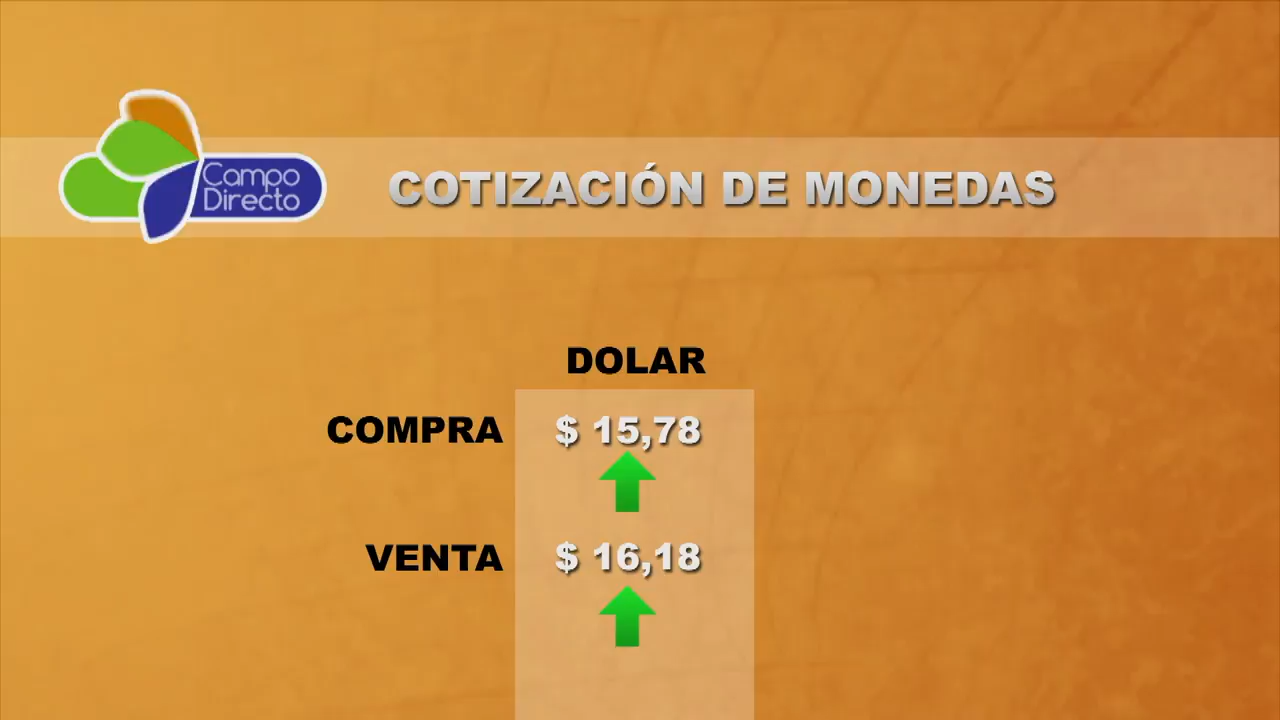 Campo
Directo
COTIZACIÓN DE MONEDAS
DOLAR
COMPRA $ 15,78
VENTA $ 16,18